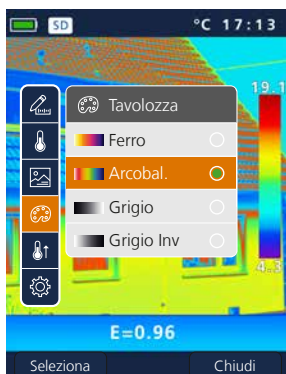 SD °C 17:13
19.1
Tavolozza
Ferro
Arcobal.
Grigio
Grigio Inv
4.3
E=0.96
Seleziona Chiudi